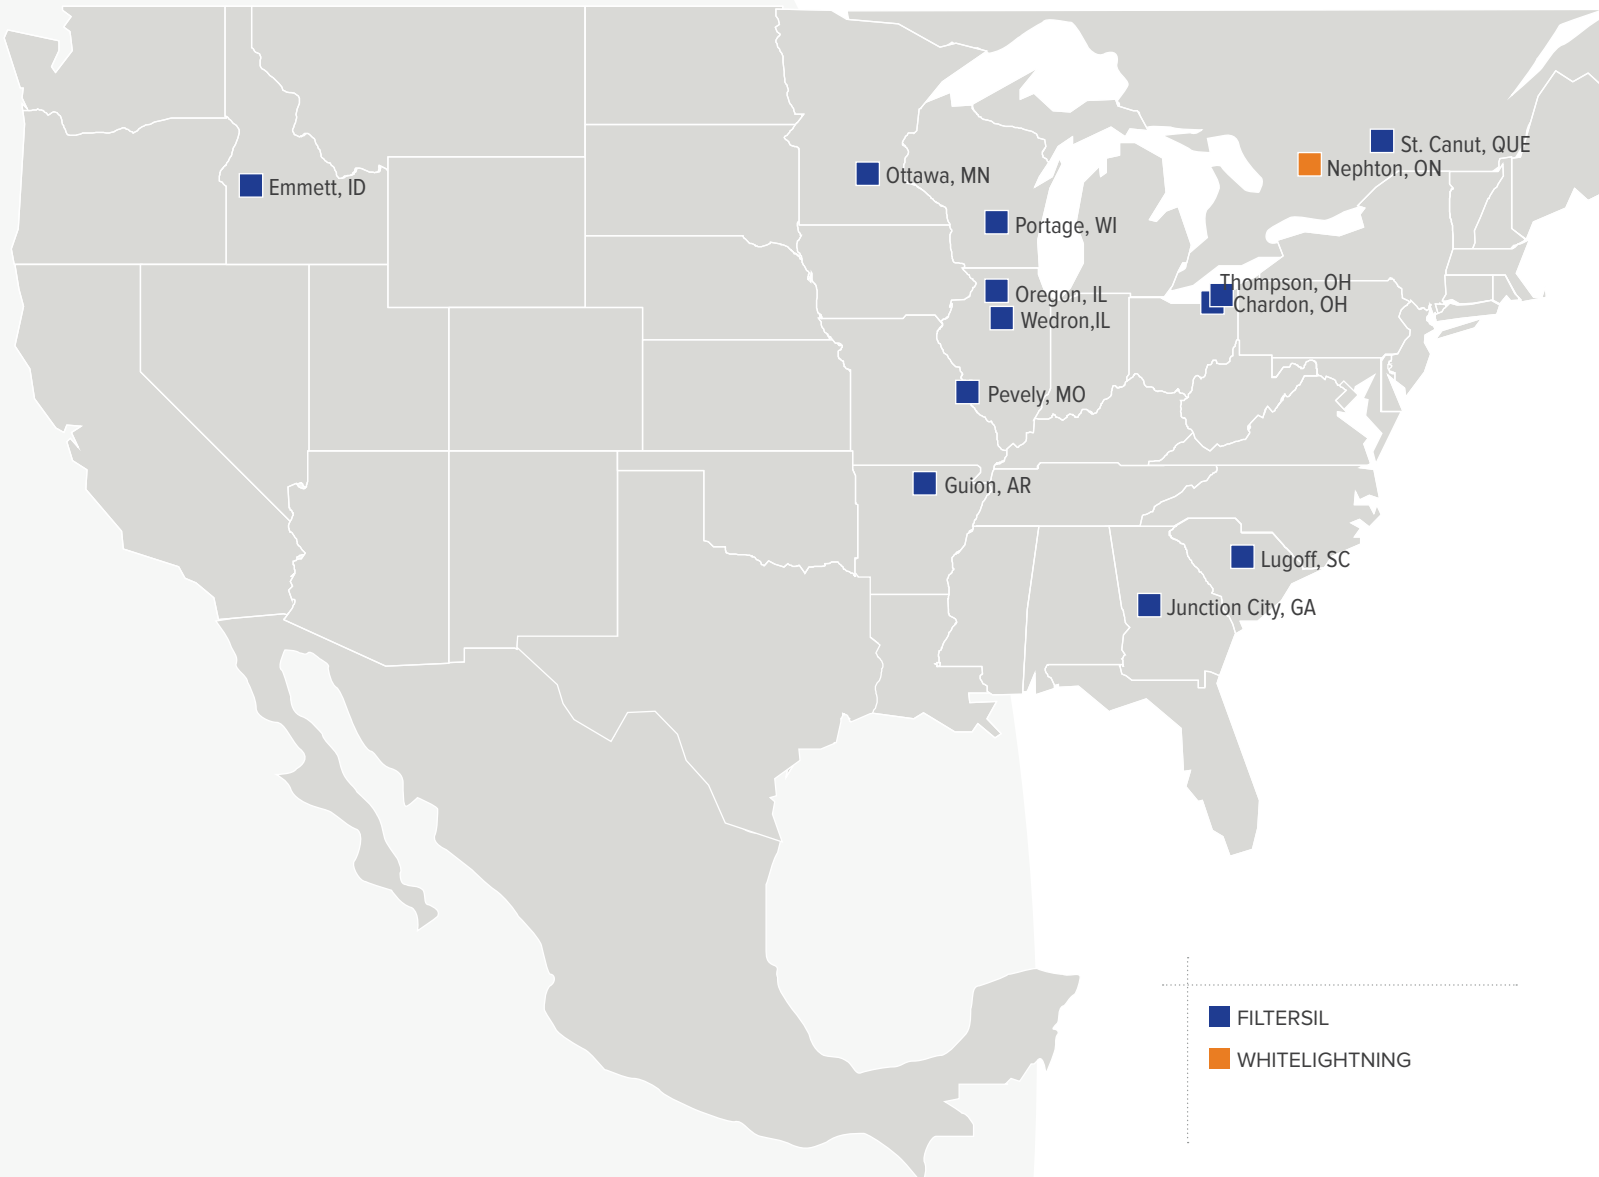 St. Canut, QUE
Nephton, ON
Emmett, ID
Ottawa, MN
Portage, WI
Thompson, OH
Oregon, IL
Chardon, OH
Wedron,IL
Pevely, MO
Guion, AR
Lugoff, SC
Junction City, GA
FILTERSIL
WHITELIGHTNING